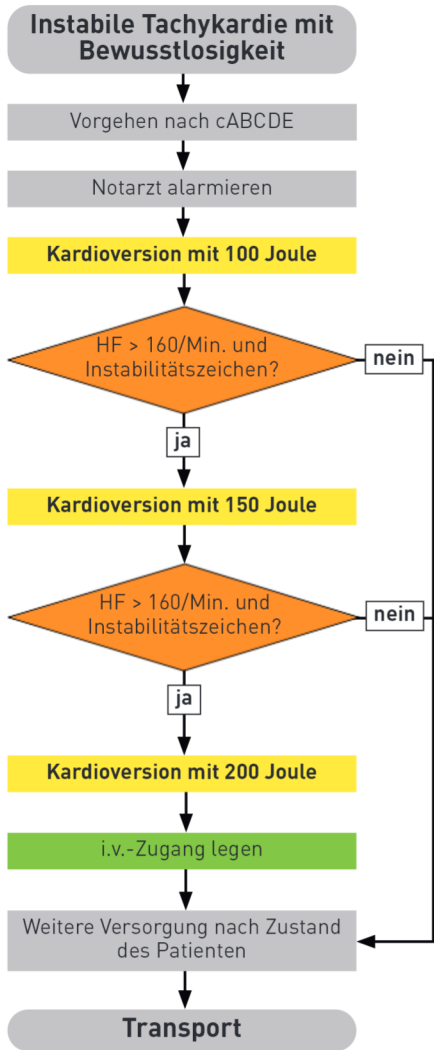 Instabile Tachykardie mit
Bewusstlosigkeit
Vorgehen nach cABCDE
Notarzt alarmieren
Kardioversion mit 100 Joule
HF > 160/Min. und
Instabilitätszeichen?
nein
ja
Kardioversion mit 150 Joule
HF > 160/Min. und
Instabilitätszeichen?
nein
ja
Kardioversion mit 200 Joule
i.v.-Zugang legen
Weitere Versorgung nach Zustand
des Patienten
Transport